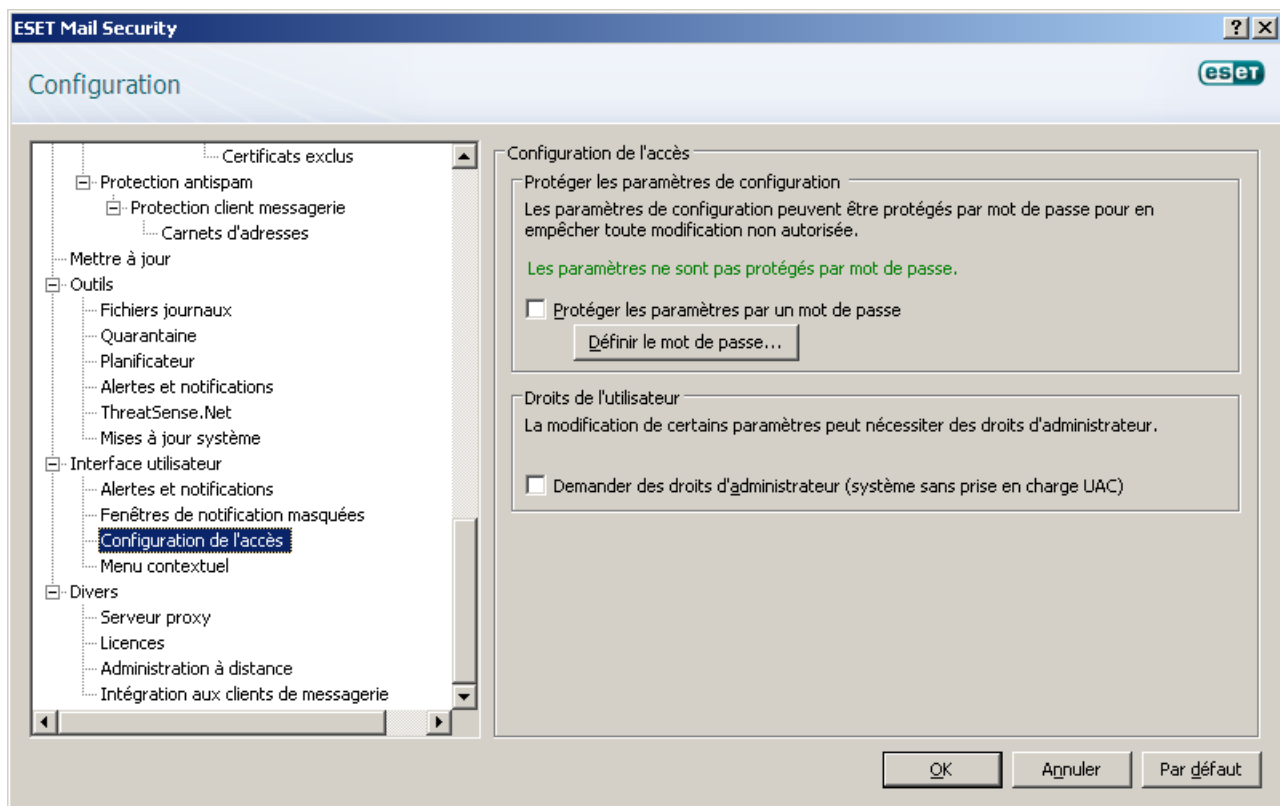 ESET Mail Security
Configuration
eset
Certificats exclus
Protection antispam
Protection client messagerie
Carnets d'adresses
Mettre à jour
Outils
Fichiers journaux
Quarantaine
Planificateur
Alertes et notifications
ThreatSense.Net
Mises à jour système
Interface utilisateur
Alertes et notifications
Fenêtres de notification masquées
Configuration de l'accès
Menu contextuel
Divers
Serveur proxy
Licences
Administration à distance
Intégration aux clients de messagerie
Configuration de l'accès
Protéger les paramètres de configuration
Les paramètres de configuration peuvent être protégés par mot de passe pour en
empêcher toute modification non autorisée.
Les paramètres ne sont pas protégés par mot de passe.
Protéger les paramètres par un mot de passe
Définir le mot de passe...
Droits de l'utilisateur
La modification de certains paramètres peut nécessiter des droits d'administrateur.
Demander des droits d'administrateur (système sans prise en charge UAC)
OK
Annuler
Par défaut